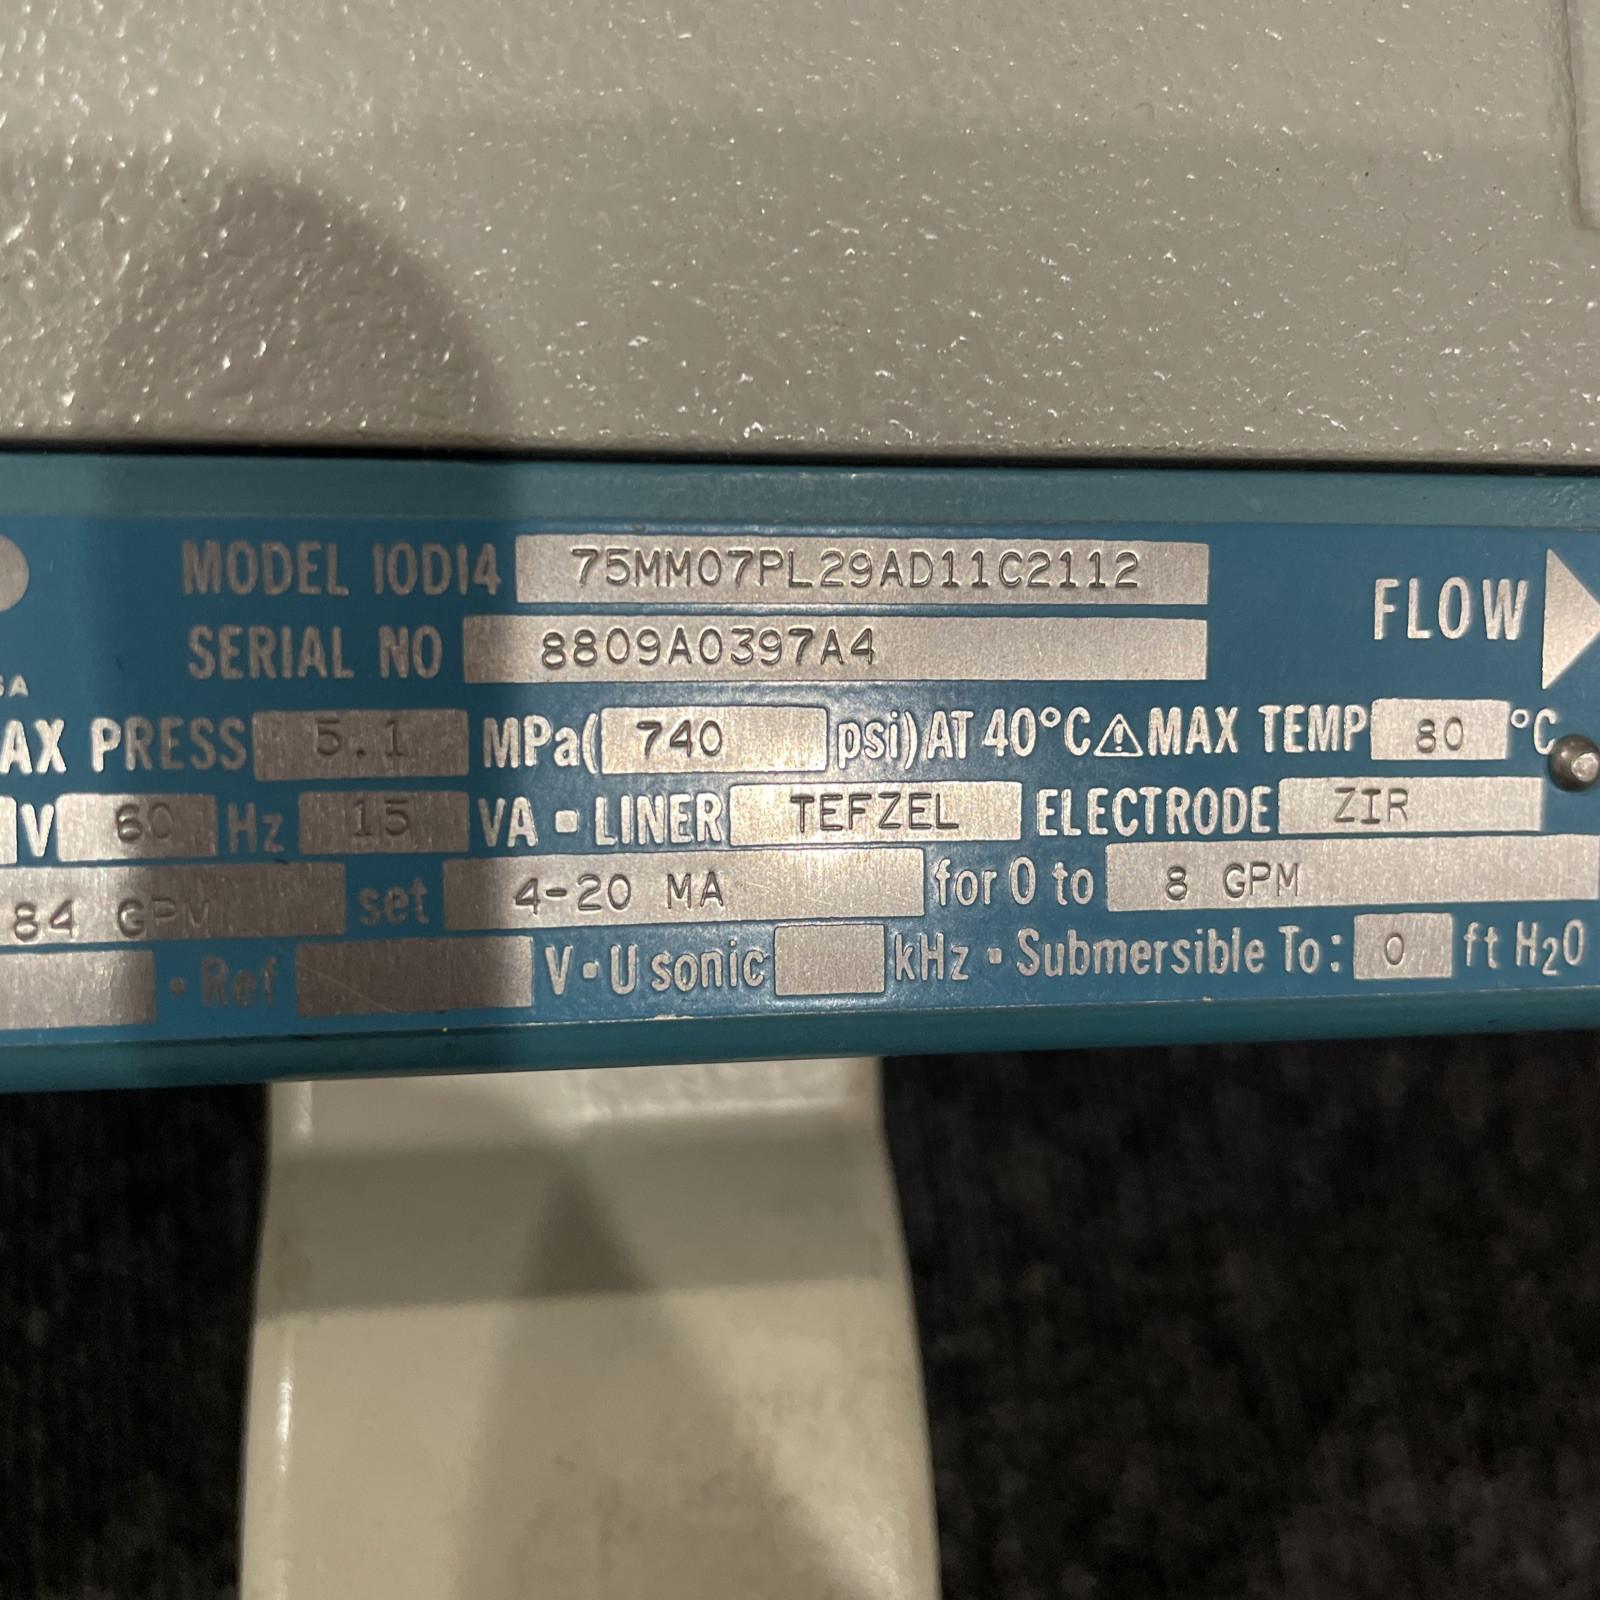 MODEL 10D14 75MM07PL29AD11C2112
SERIAL NO 8809A0397A4
FLOW
SA
AX PRESS 5.1 MPa( 740 psi) AT 40°C ⚠ MAX TEMP 80 °C
V 60 Hz 15 VA • LINER TEFZEL ELECTRODE ZIR
84 GPM set 4-20 MA for 0 to 8 GPM
• Ref V • U sonic kHz • Submersible To: 0 ft H2O